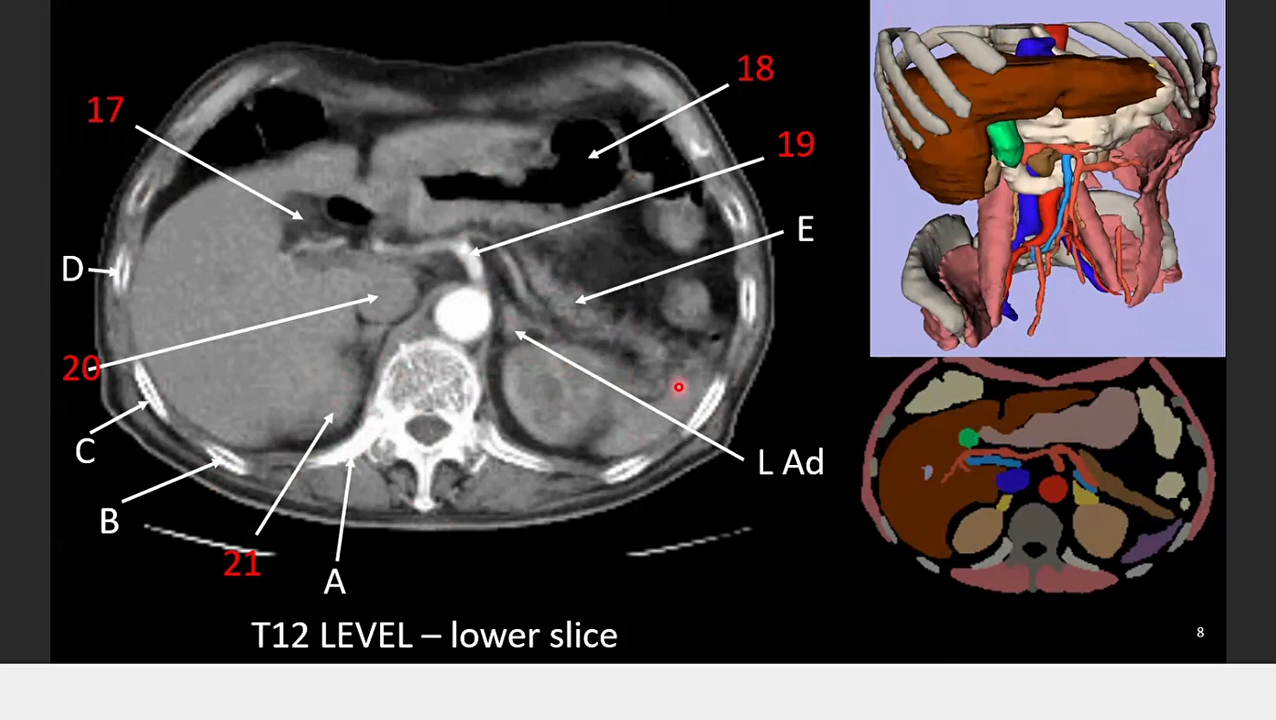 18
17
19
E
D
20
C
L Ad
B
21
A
T12 LEVEL – lower slice
8